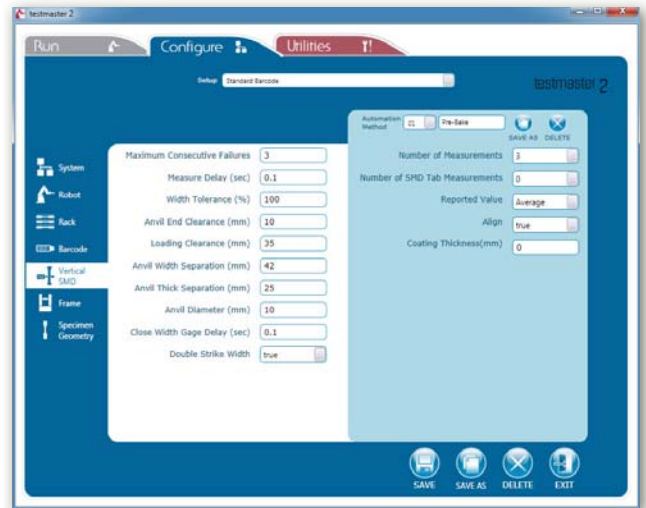 testmaster 2
Run
Configure
Utilities
Setup Standard Barcode
testmaster 2
Automation Method 01 Pre-Bake
SAVE AS DELETE
System
Robot
Rack
Barcode
Vertical SMD
Frame
Specimen Geometry
Maximum Consecutive Failures 3
Measure Delay (sec) 0.1
Width Tolerance (%) 100
Anvil End Clearance (mm) 10
Loading Clearance (mm) 35
Anvil Width Separation (mm) 42
Anvil Thick Separation (mm) 25
Anvil Diameter (mm) 10
Close Width Gage Delay (sec) 0.1
Double Strike Width true
Number of Measurements 3
Number of SMD Tab Measurements 0
Reported Value Average
Align true
Coating Thickness(mm) 0
SAVE SAVE AS DELETE EXIT